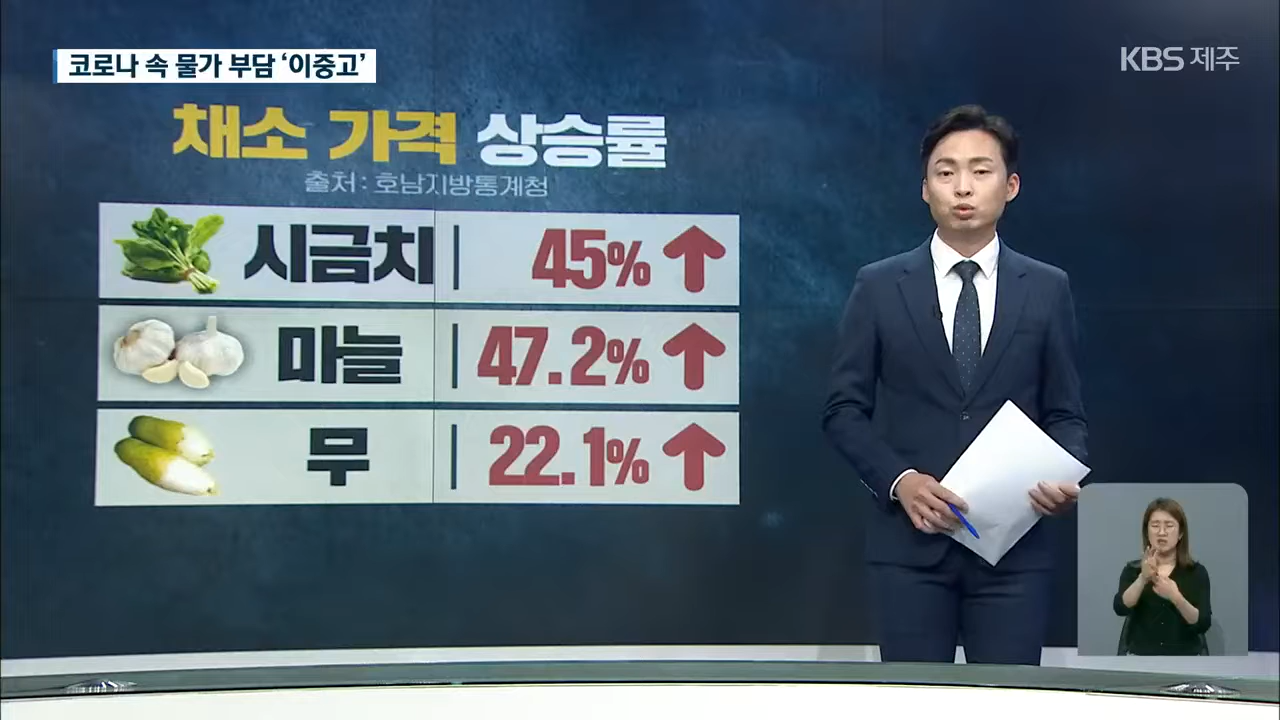 코로나 속 물가 부담 ‘이중고’
KBS 제주
채소 가격 상승률
출처 : 호남지방통계청
시금치 45%
마늘 47.2%
무 22.1%